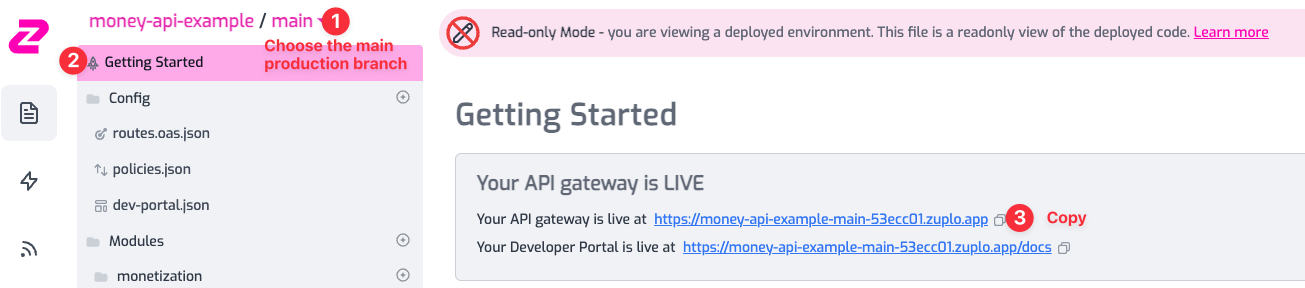 money-api-example / main 1
Choose the main
production branch
2 Getting Started
Config
routes.oas.json
policies.json
dev-portal.json
Modules
monetization
Read-only Mode - you are viewing a deployed environment. This file is a readonly view of the deployed code. Learn more
Getting Started
Your API gateway is LIVE
Your API gateway is live at https://money-api-example-main-53ecc01.zuplo.app 3 Copy
Your Developer Portal is live at https://money-api-example-main-53ecc01.zuplo.app/docs